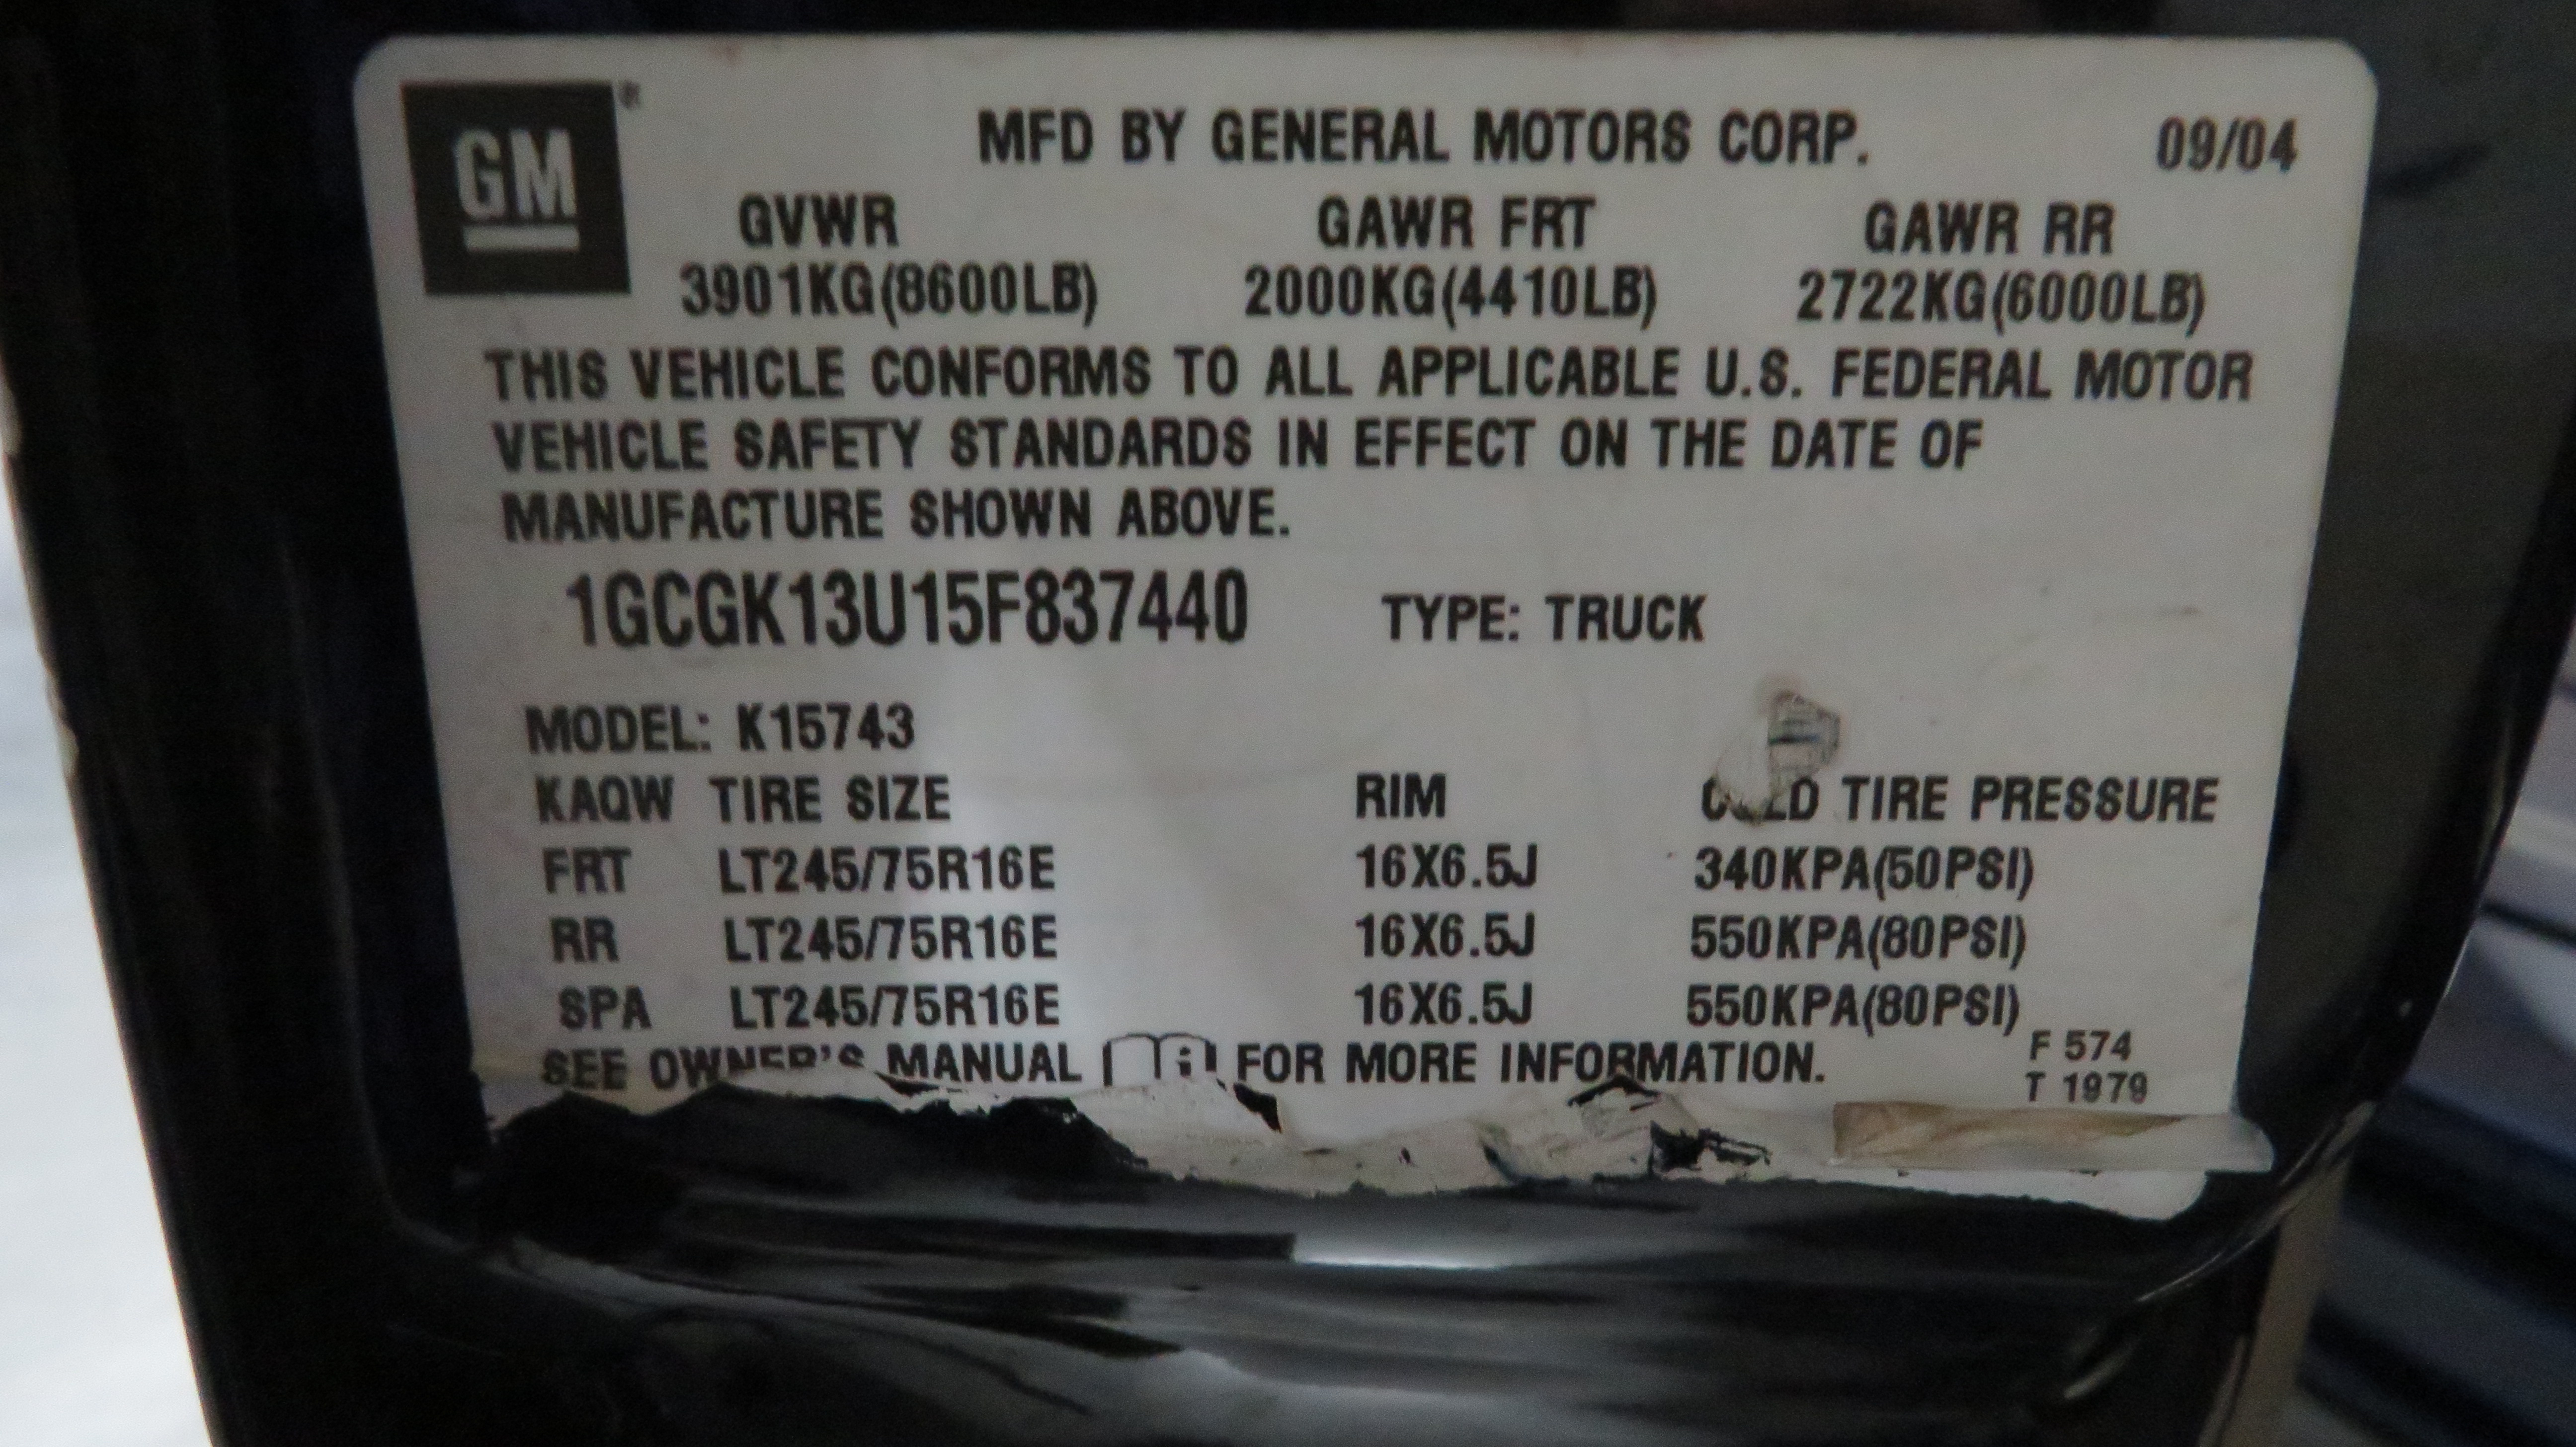 GM ®
MFD BY GENERAL MOTORS CORP. 09/04
GVWR GAWR FRT GAWR RR
3901KG(8600LB) 2000KG(4410LB) 2722KG(6000LB)
THIS VEHICLE CONFORMS TO ALL APPLICABLE U.S. FEDERAL MOTOR
VEHICLE SAFETY STANDARDS IN EFFECT ON THE DATE OF
MANUFACTURE SHOWN ABOVE.
1GCGK13U15F837440 TYPE: TRUCK
MODEL: K15743
KAQW TIRE SIZE RIM COLD TIRE PRESSURE
FRT LT245/75R16E 16X6.5J 340KPA(50PSI)
RR LT245/75R16E 16X6.5J 550KPA(80PSI)
SPA LT245/75R16E 16X6.5J 550KPA(80PSI)
SEE OWNER'S MANUAL i FOR MORE INFORMATION.
F 574
T 1979